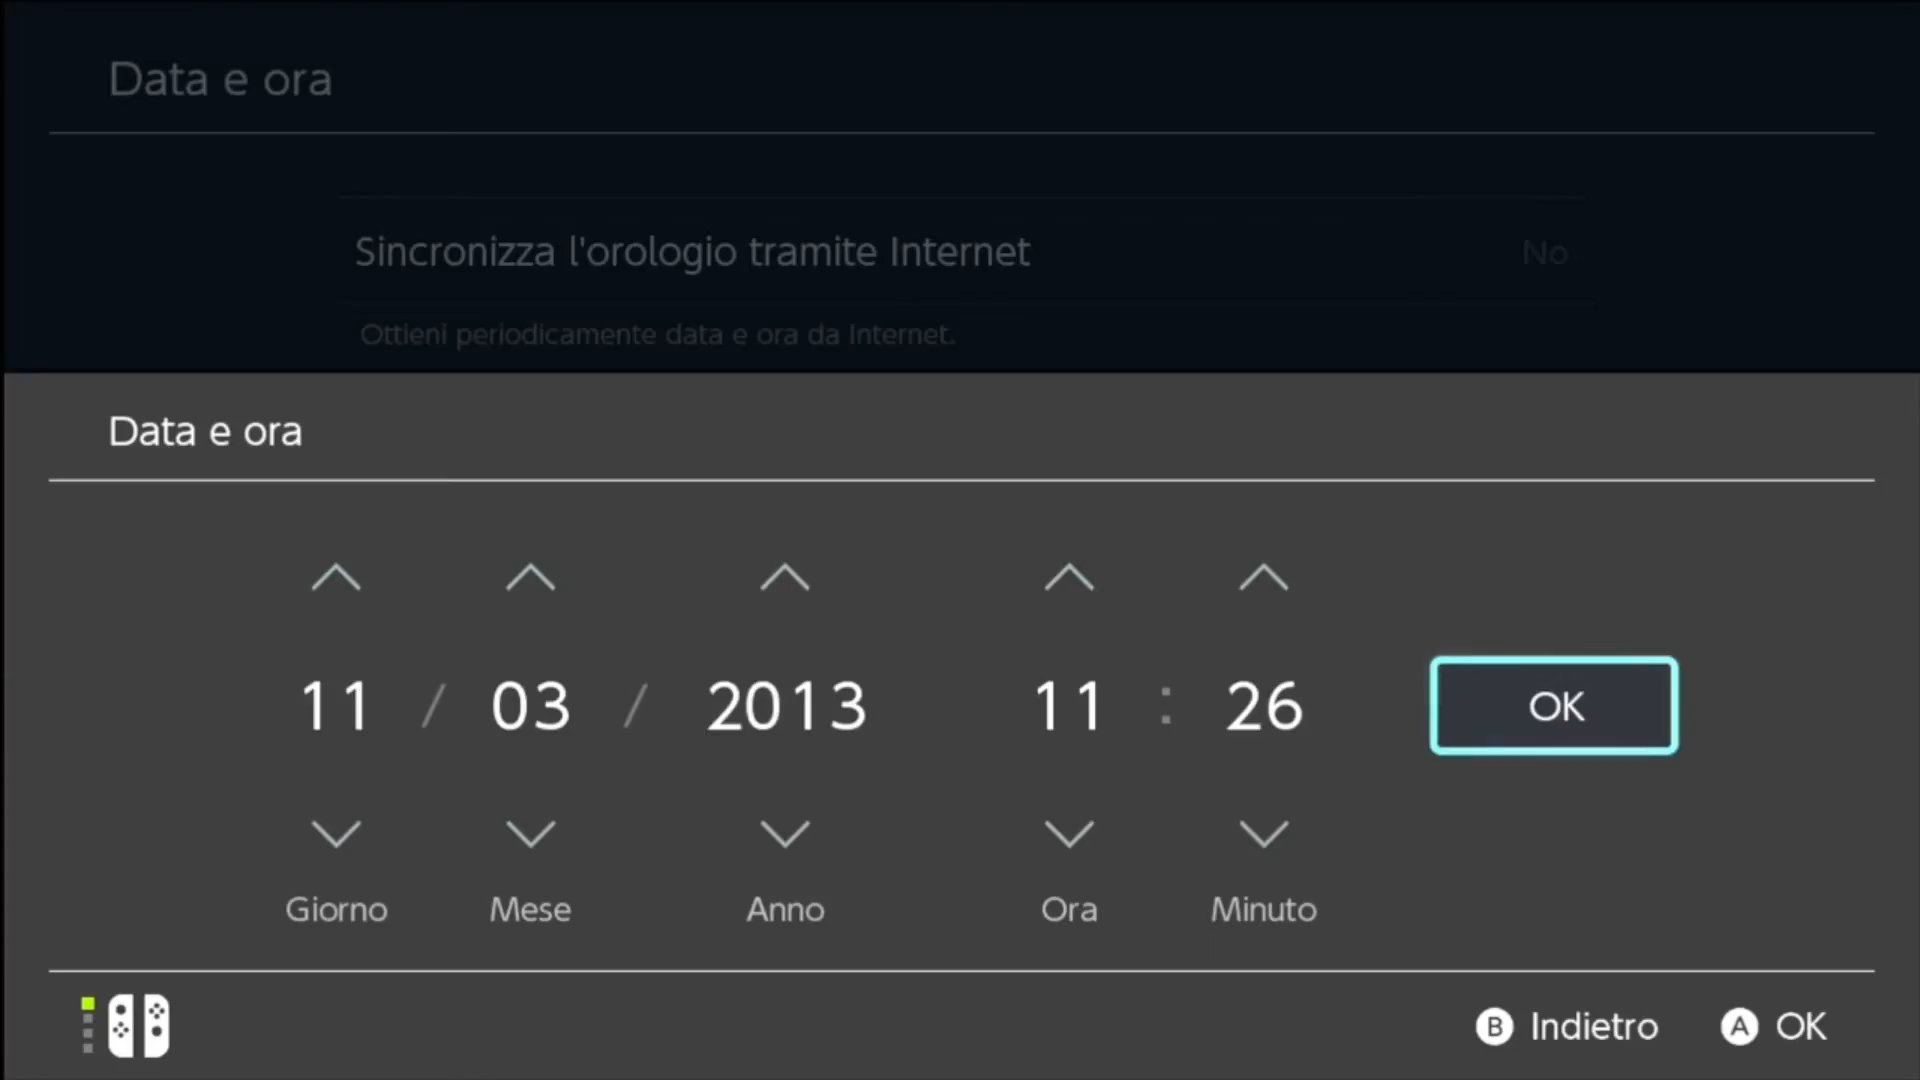 Data e ora
Sincronizza l'orologio tramite Internet No
Ottieni periodicamente data e ora da Internet.
Data e ora
11 / 03 / 2013 11 : 26 OK
Giorno Mese Anno Ora Minuto
B Indietro A OK